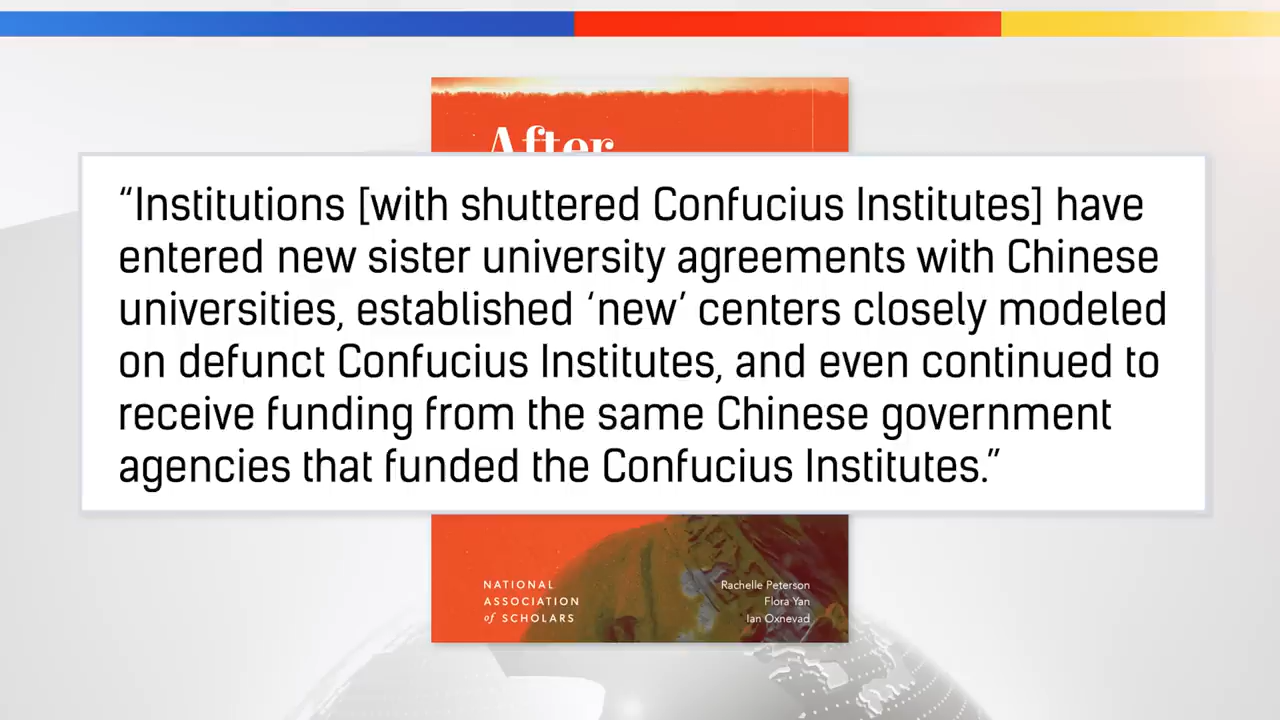 After
“Institutions [with shuttered Confucius Institutes] have
entered new sister university agreements with Chinese
universities, established ‘new’ centers closely modeled
on defunct Confucius Institutes, and even continued to
receive funding from the same Chinese government
agencies that funded the Confucius Institutes.”
NATIONAL
ASSOCIATION
of SCHOLARS
Rachelle Peterson
Flora Yan
Ian Oxnevad